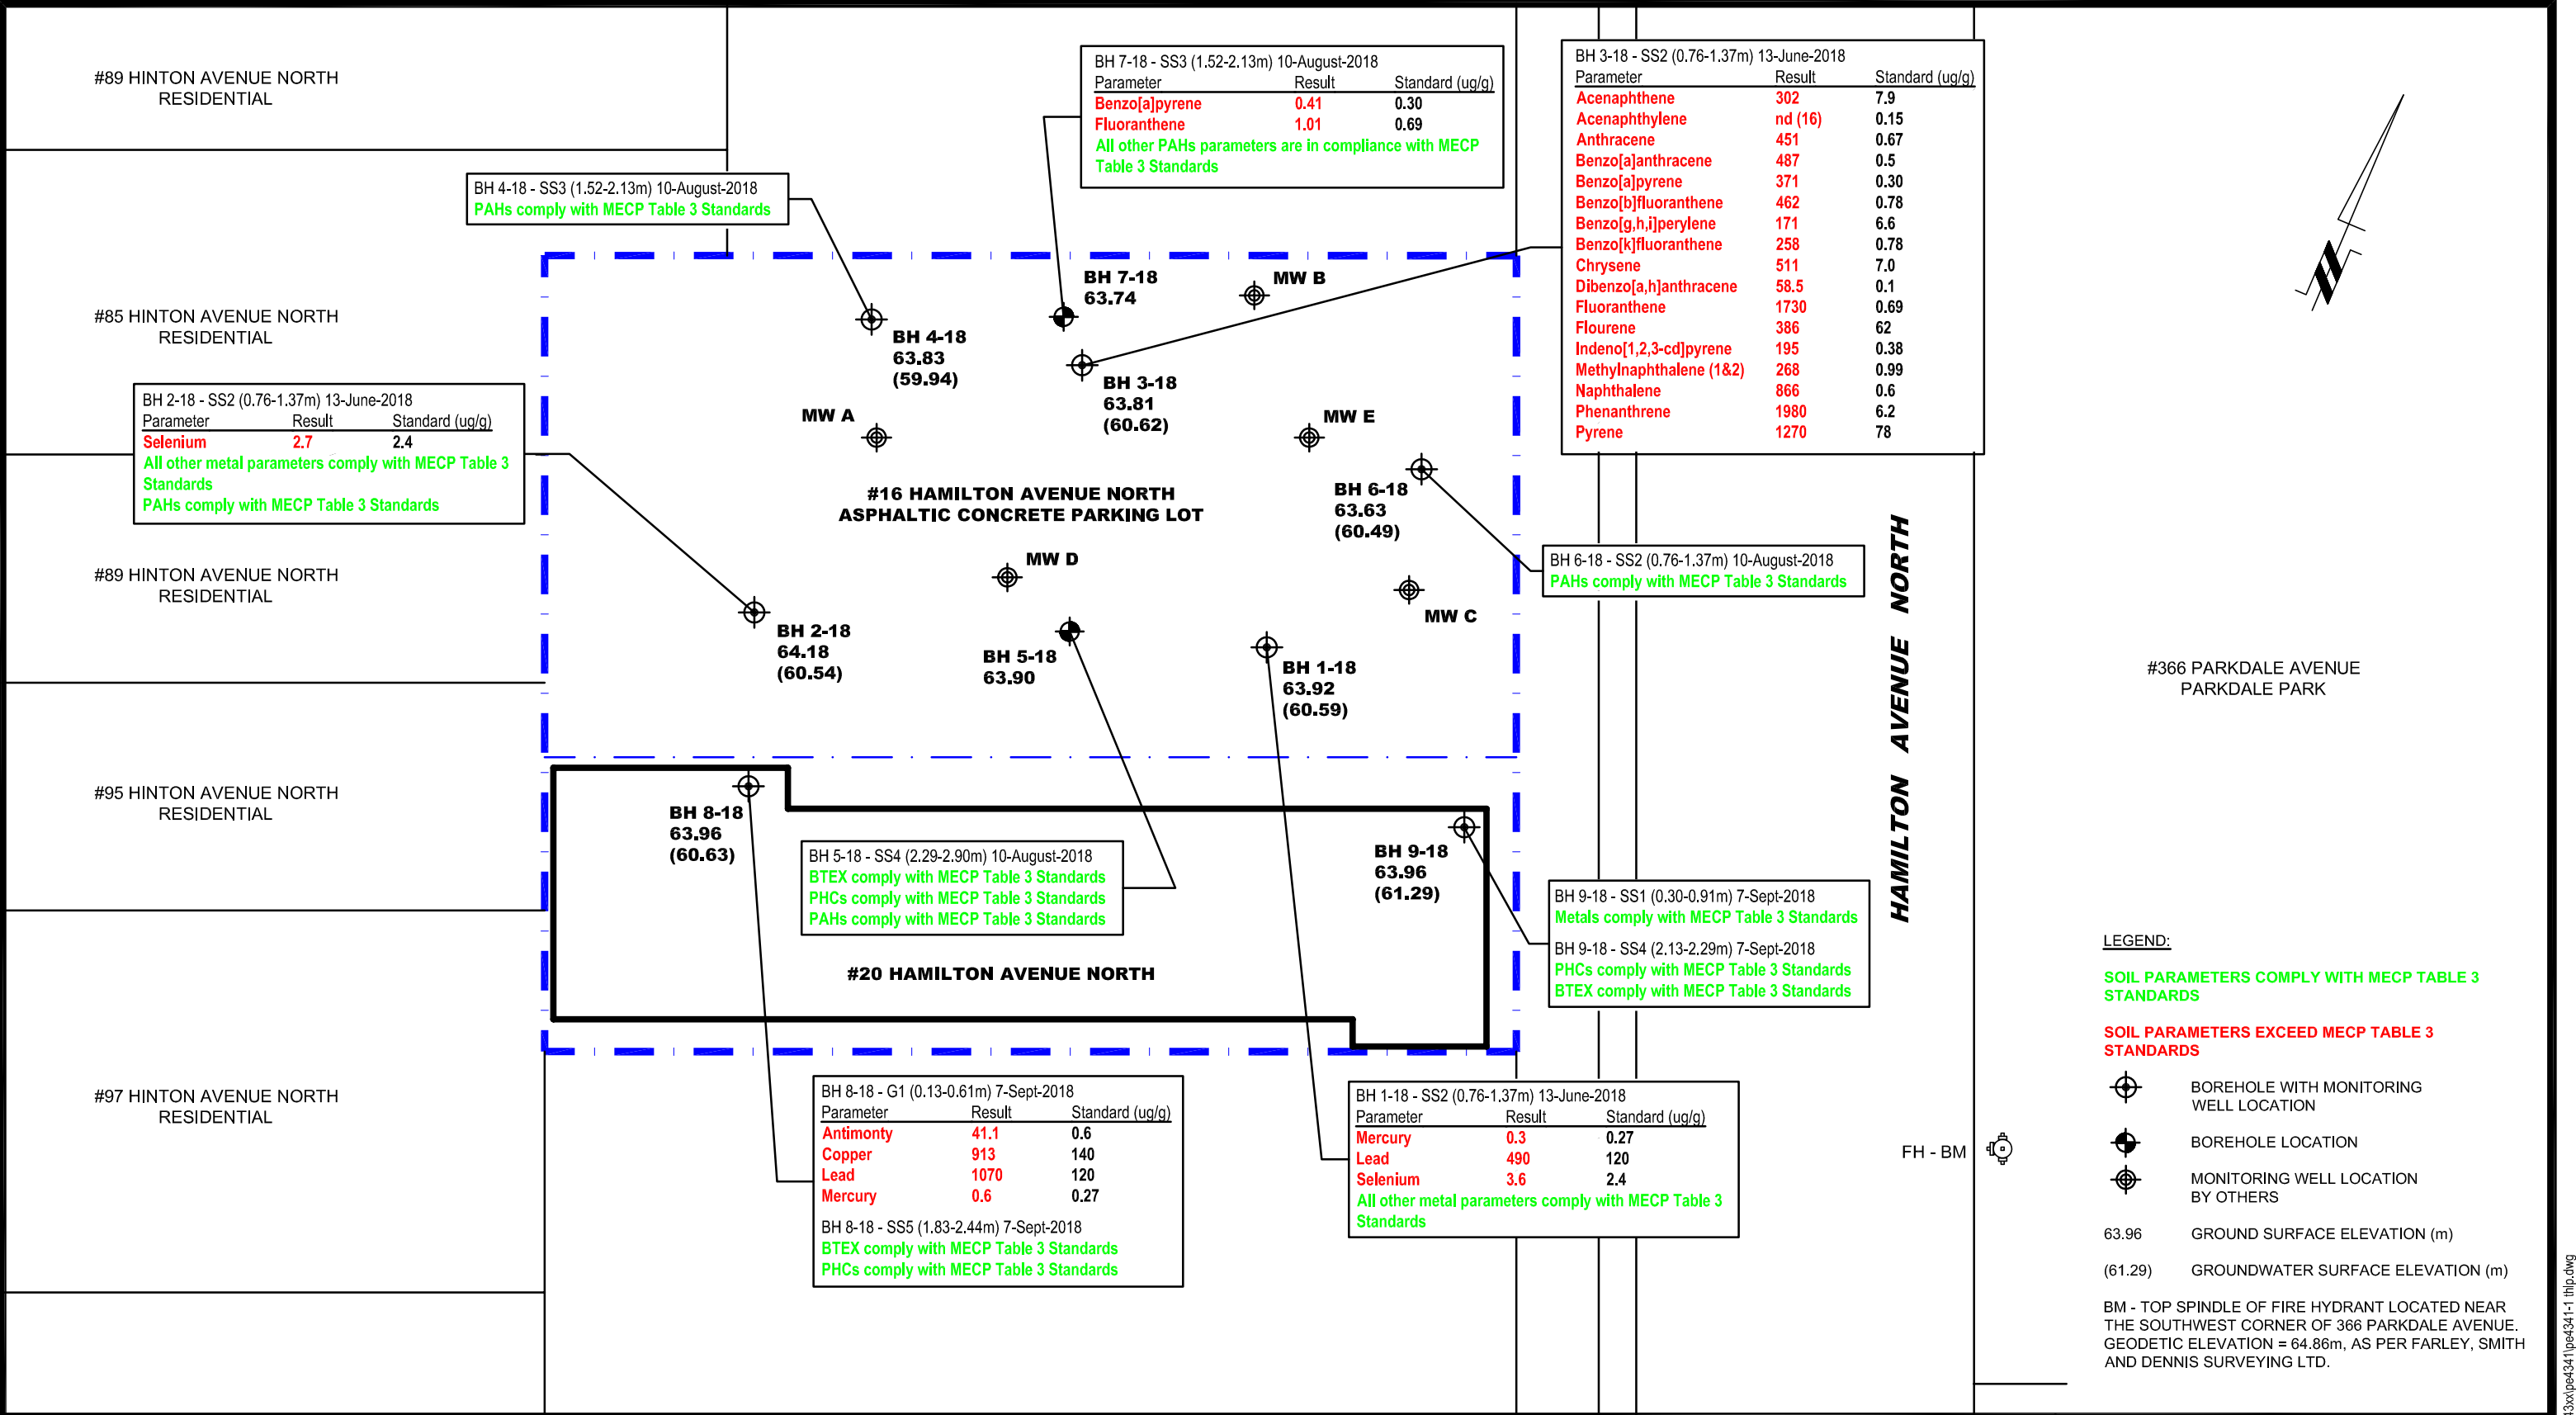 #89 HINTON AVENUE NORTH
RESIDENTIAL
BH 7-18 - SS3 (1.52-2.13m) 10-August-2018
Parameter Result Standard (ug/g)
Benzo[a]pyrene 0.41 0.30
Fluoranthene 1.01 0.69
All other PAHs parameters are in compliance with MECP
Table 3 Standards
BH 3-18 - SS2 (0.76-1.37m) 13-June-2018
Parameter Result Standard (ug/g)
Acenaphthene 302 7.9
Acenaphthylene nd (16) 0.15
Anthracene 451 0.67
Benzo[a]anthracene 487 0.5
Benzo[a]pyrene 371 0.30
Benzo[b]fluoranthene 462 0.78
Benzo[g,h,i]perylene 171 6.6
Benzo[k]fluoranthene 258 0.78
Chrysene 511 7.0
Dibenzo[a,h]anthracene 58.5 0.1
Fluoranthene 1730 0.69
Flourene 386 62
Indeno[1,2,3-cd]pyrene 195 0.38
Methylnaphthalene (1&2) 268 0.99
Naphthalene 866 0.6
Phenanthrene 1980 6.2
Pyrene 1270 78
BH 4-18 - SS3 (1.52-2.13m) 10-August-2018
PAHs comply with MECP Table 3 Standards
#85 HINTON AVENUE NORTH
RESIDENTIAL
BH 7-18
63.74
MW B
BH 4-18
63.83
(59.94)
BH 3-18
63.81
(60.62)
MW A
MW E
BH 2-18 - SS2 (0.76-1.37m) 13-June-2018
Parameter Result Standard (ug/g)
Selenium 2.7 2.4
All other metal parameters comply with MECP Table 3
Standards
PAHs comply with MECP Table 3 Standards
#16 HAMILTON AVENUE NORTH
ASPHALTIC CONCRETE PARKING LOT
BH 6-18
63.63
(60.49)
BH 6-18 - SS2 (0.76-1.37m) 10-August-2018
PAHs comply with MECP Table 3 Standards
#89 HINTON AVENUE NORTH
RESIDENTIAL
MW D
MW C
BH 2-18
64.18
(60.54)
BH 5-18
63.90
BH 1-18
63.92
(60.59)
HAMILTON AVENUE NORTH
#366 PARKDALE AVENUE
PARKDALE PARK
#95 HINTON AVENUE NORTH
RESIDENTIAL
BH 8-18
63.96
(60.63)
BH 5-18 - SS4 (2.29-2.90m) 10-August-2018
BTEX comply with MECP Table 3 Standards
PHCs comply with MECP Table 3 Standards
PAHs comply with MECP Table 3 Standards
BH 9-18
63.96
(61.29)
BH 9-18 - SS1 (0.30-0.91m) 7-Sept-2018
Metals comply with MECP Table 3 Standards
BH 9-18 - SS4 (2.13-2.29m) 7-Sept-2018
PHCs comply with MECP Table 3 Standards
BTEX comply with MECP Table 3 Standards
#20 HAMILTON AVENUE NORTH
#97 HINTON AVENUE NORTH
RESIDENTIAL
BH 8-18 - G1 (0.13-0.61m) 7-Sept-2018
Parameter Result Standard (ug/g)
Antimonty 41.1 0.6
Copper 913 140
Lead 1070 120
Mercury 0.6 0.27
BH 8-18 - SS5 (1.83-2.44m) 7-Sept-2018
BTEX comply with MECP Table 3 Standards
PHCs comply with MECP Table 3 Standards
BH 1-18 - SS2 (0.76-1.37m) 13-June-2018
Parameter Result Standard (ug/g)
Mercury 0.3 0.27
Lead 490 120
Selenium 3.6 2.4
All other metal parameters comply with MECP Table 3
Standards
FH - BM
LEGEND:
SOIL PARAMETERS COMPLY WITH MECP TABLE 3
STANDARDS
SOIL PARAMETERS EXCEED MECP TABLE 3
STANDARDS
BOREHOLE WITH MONITORING
WELL LOCATION
BOREHOLE LOCATION
MONITORING WELL LOCATION
BY OTHERS
63.96 GROUND SURFACE ELEVATION (m)
(61.29) GROUNDWATER SURFACE ELEVATION (m)
BM - TOP SPINDLE OF FIRE HYDRANT LOCATED NEAR
THE SOUTHWEST CORNER OF 366 PARKDALE AVENUE.
GEODETIC ELEVATION = 64.86m, AS PER FARLEY, SMITH
AND DENNIS SURVEYING LTD.